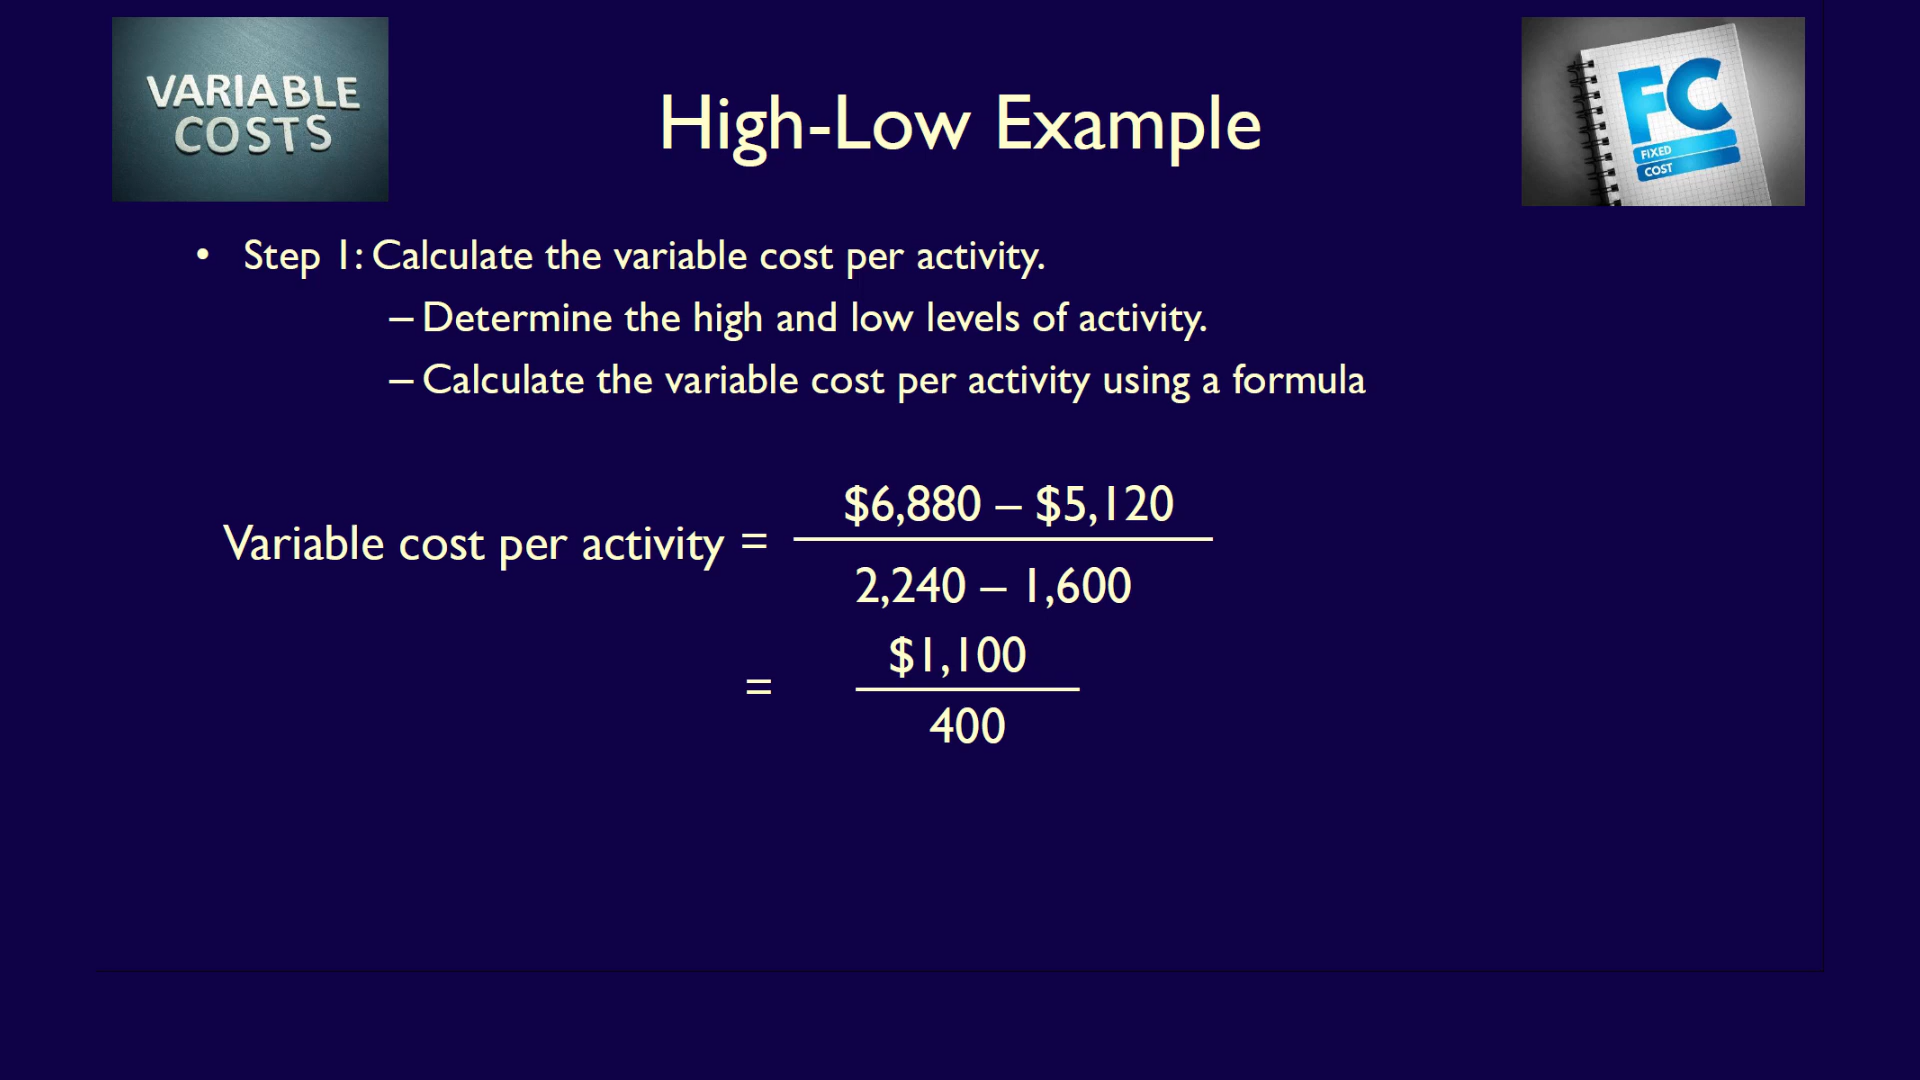 VARIABLE
COSTS
High-Low Example
FC
FIXED
COST
• Step 1: Calculate the variable cost per activity.
– Determine the high and low levels of activity.
– Calculate the variable cost per activity using a formula
$6,880 – $5,120
Variable cost per activity =
2,240 – 1,600
$1,100
=
400